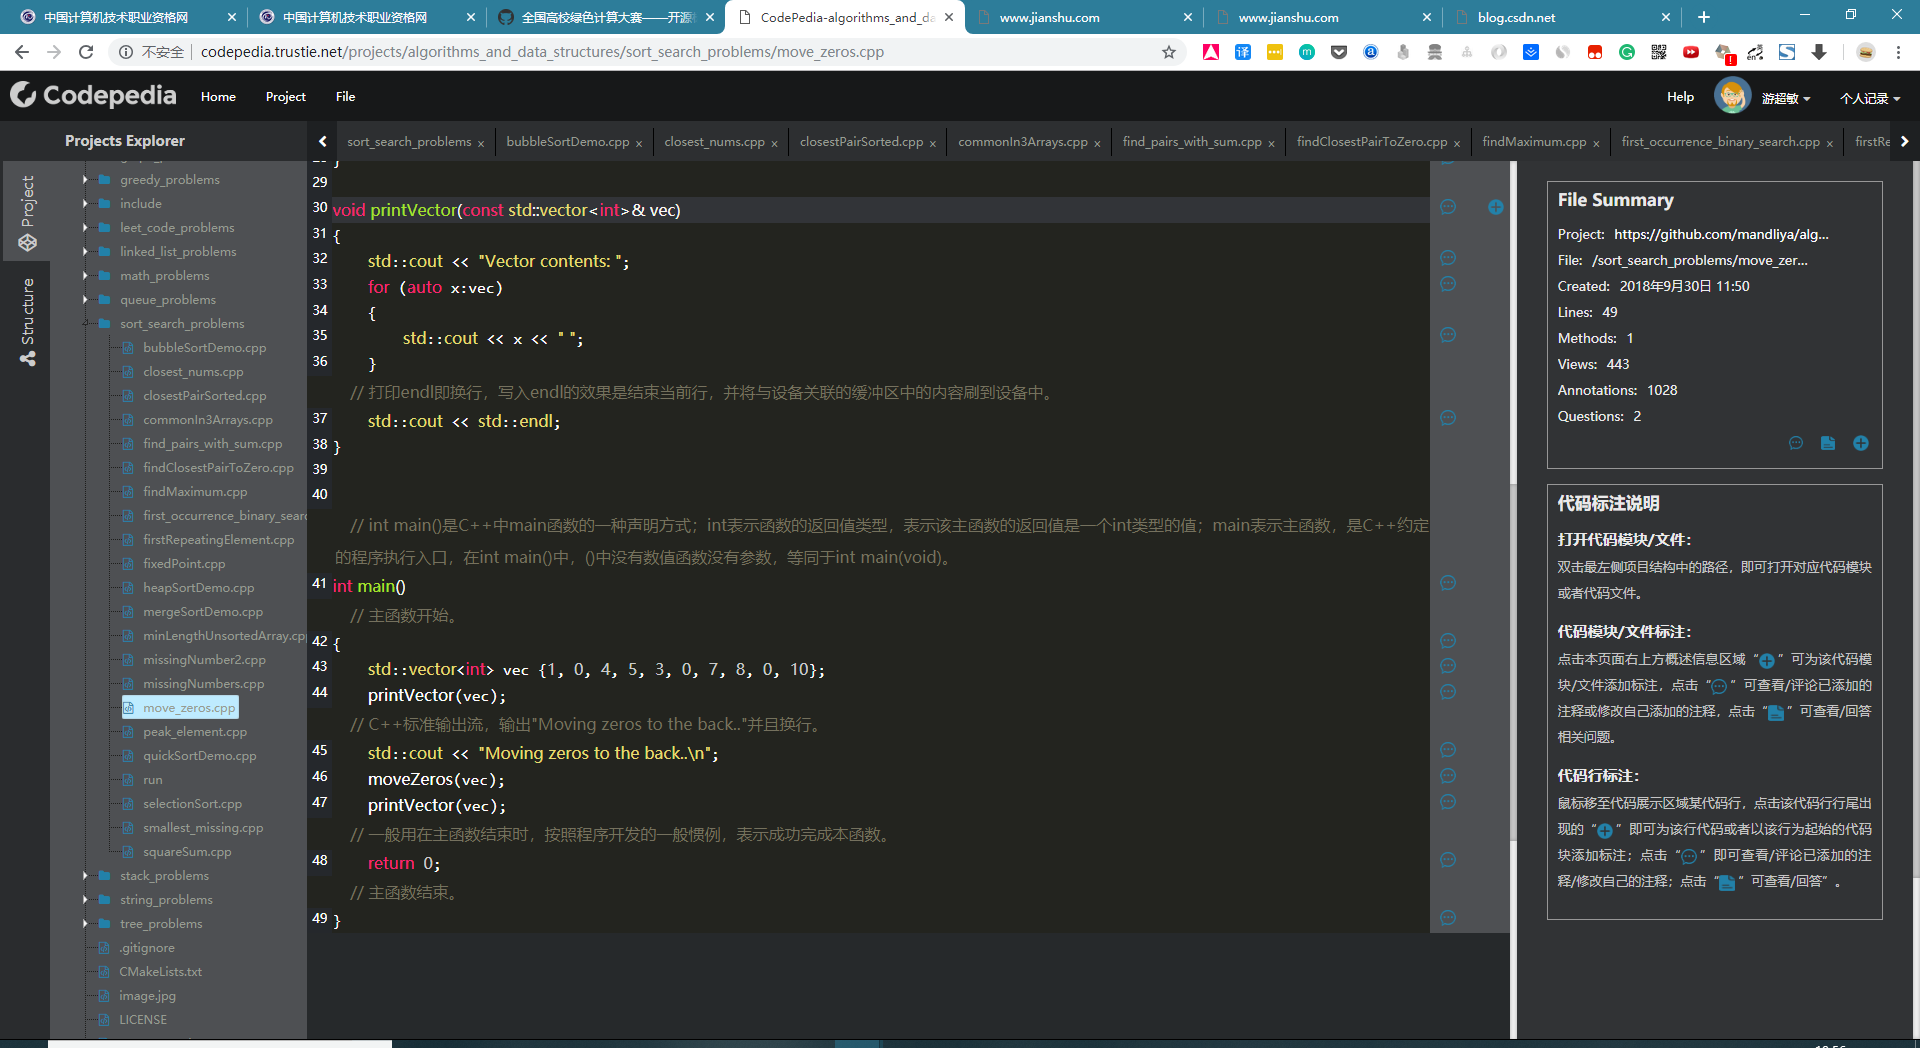 中国计算机技术职业资格网
中国计算机技术职业资格网
全国高校绿色计算大赛——开源
CodePedia-algorithms_and_da
www.jianshu.com
www.jianshu.com
blog.csdn.net
不安全
codepedia.trustie.net/projects/algorithms_and_data_structures/sort_search_problems/move_zeros.cpp
Codepedia
Home
Project
File
Help
游超敏
个人记录
Projects Explorer
sort_search_problems ×
bubbleSortDemo.cpp ×
closest_nums.cpp ×
closestPairSorted.cpp ×
commonIn3Arrays.cpp ×
find_pairs_with_sum.cpp ×
findClosestPairToZero.cpp ×
findMaximum.cpp ×
first_occurrence_binary_search.cpp ×
firstRe
Project
Structure
greedy_problems
include
leet_code_problems
linked_list_problems
math_problems
queue_problems
sort_search_problems
bubbleSortDemo.cpp
closest_nums.cpp
closestPairSorted.cpp
commonIn3Arrays.cpp
find_pairs_with_sum.cpp
findClosestPairToZero.cpp
findMaximum.cpp
first_occurrence_binary_searc
firstRepeatingElement.cpp
fixedPoint.cpp
heapSortDemo.cpp
mergeSortDemo.cpp
minLengthUnsortedArray.cpp
missingNumber2.cpp
missingNumbers.cpp
move_zeros.cpp
peak_element.cpp
quickSortDemo.cpp
run
selectionSort.cpp
smallest_missing.cpp
squareSum.cpp
stack_problems
string_problems
tree_problems
.gitignore
CMakeLists.txt
image.jpg
LICENSE
29
30 void printVector(const std::vector<int>& vec)
31 {
32 std::cout << "Vector contents: ";
33 for (auto x:vec)
34 {
35 std::cout << x << " ";
36 }
// 打印endl即换行，写入endl的效果是结束当前行，并将与设备关联的缓冲区中的内容刷到设备中。
37 std::cout << std::endl;
38 }
39
40
// int main()是C++中main函数的一种声明方式；int表示函数的返回值类型，表示该主函数的返回值是一个int类型的值；main表示主函数，是C++约定
的程序执行入口，在int main()中，()中没有数值函数没有参数，等同于int main(void)。
41 int main()
// 主函数开始。
42 {
43 std::vector<int> vec {1, 0, 4, 5, 3, 0, 7, 8, 0, 10};
44 printVector(vec);
// C++标准输出流，输出"Moving zeros to the back.."并且换行。
45 std::cout << "Moving zeros to the back..\n";
46 moveZeros(vec);
47 printVector(vec);
// 一般用在主函数结束时，按照程序开发的一般惯例，表示成功完成本函数。
48 return 0;
// 主函数结束。
49 }
File Summary
Project: https://github.com/mandliya/alg...
File: /sort_search_problems/move_zer...
Created: 2018年9月30日 11:50
Lines: 49
Methods: 1
Views: 443
Annotations: 1028
Questions: 2
代码标注说明
打开代码模块/文件：
双击最左侧项目结构中的路径，即可打开对应代码模块
或者代码文件。
代码模块/文件标注：
点击本页面右上方概述信息区域“ ”可为该代码模
块/文件添加标注，点击“ ”可查看/评论已添加的
注释或修改自己添加的注释，点击“ ”可查看/回答
相关问题。
代码行标注：
鼠标移至代码展示区域某代码行，点击该代码行行尾出
现的“ ”即可为该行代码或者以该行为起始的代码
块添加标注；点击“ ”即可查看/评论已添加的注
释/修改自己的注释；点击“ ”可查看/回答”。